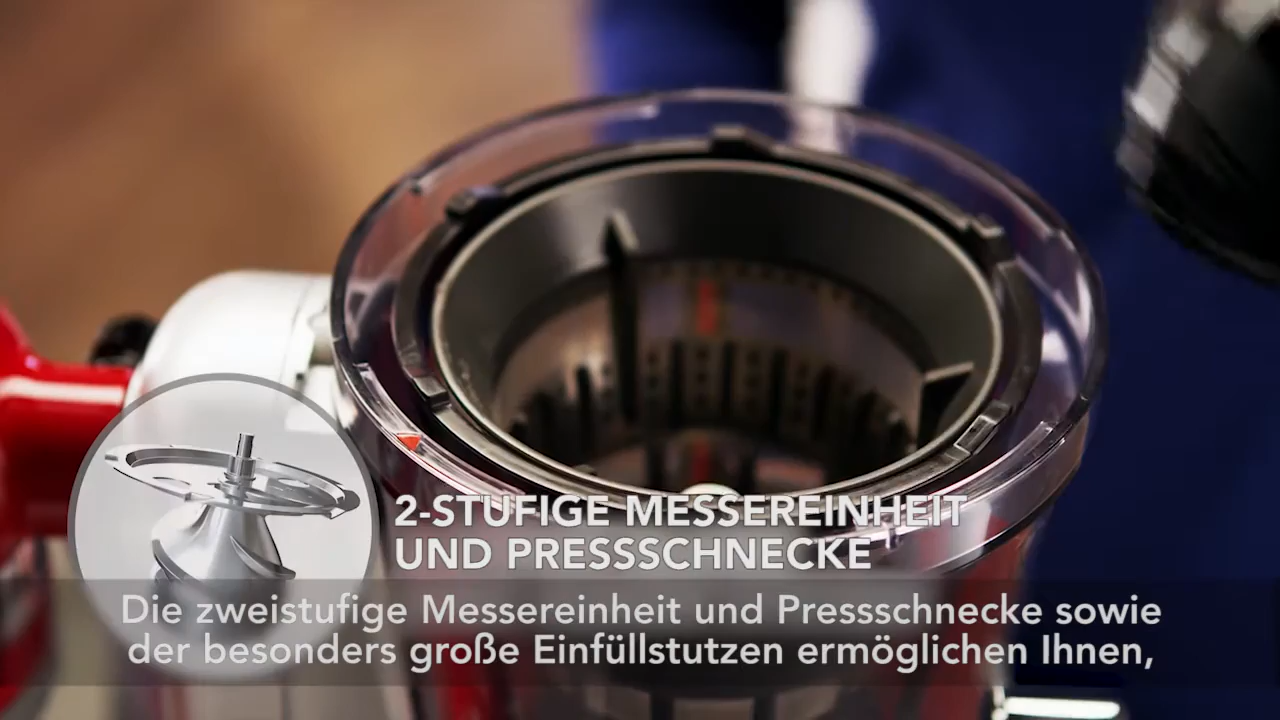 2-STUFIGE MESSEREINHEIT
UND PRESSSCHNECKE
Die zweistufige Messereinheit und Pressschnecke sowie
der besonders große Einfüllstutzen ermöglichen Ihnen,